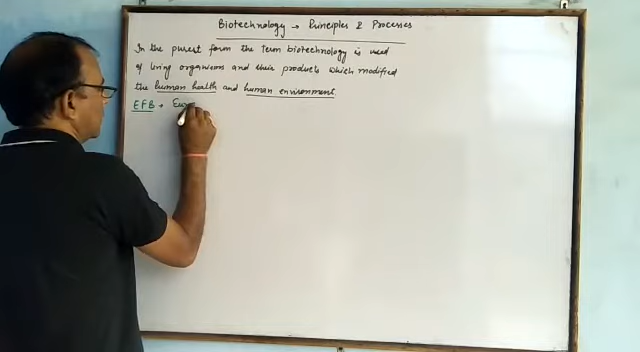 Biotechnology → Principles & Processes
In the purest form the term biotechnology is used
of living organisms and their products which modified
the human health and human environment.
EFB → Eur